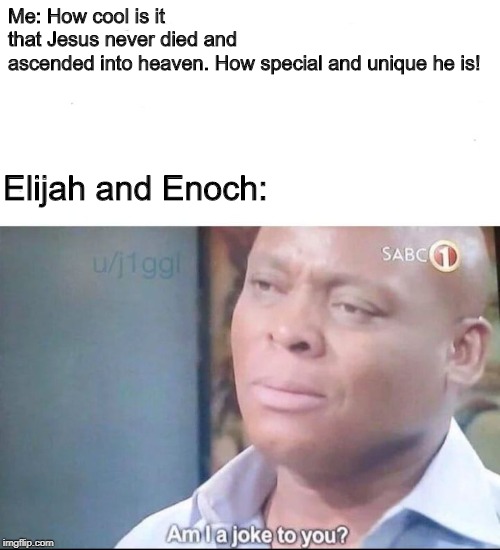 Me: How cool is it
that Jesus never died and
ascended into heaven. How special and unique he is!
Elijah and Enoch:
u/j1ggl
SABC 1
Am I a joke to you?
imgflip.com